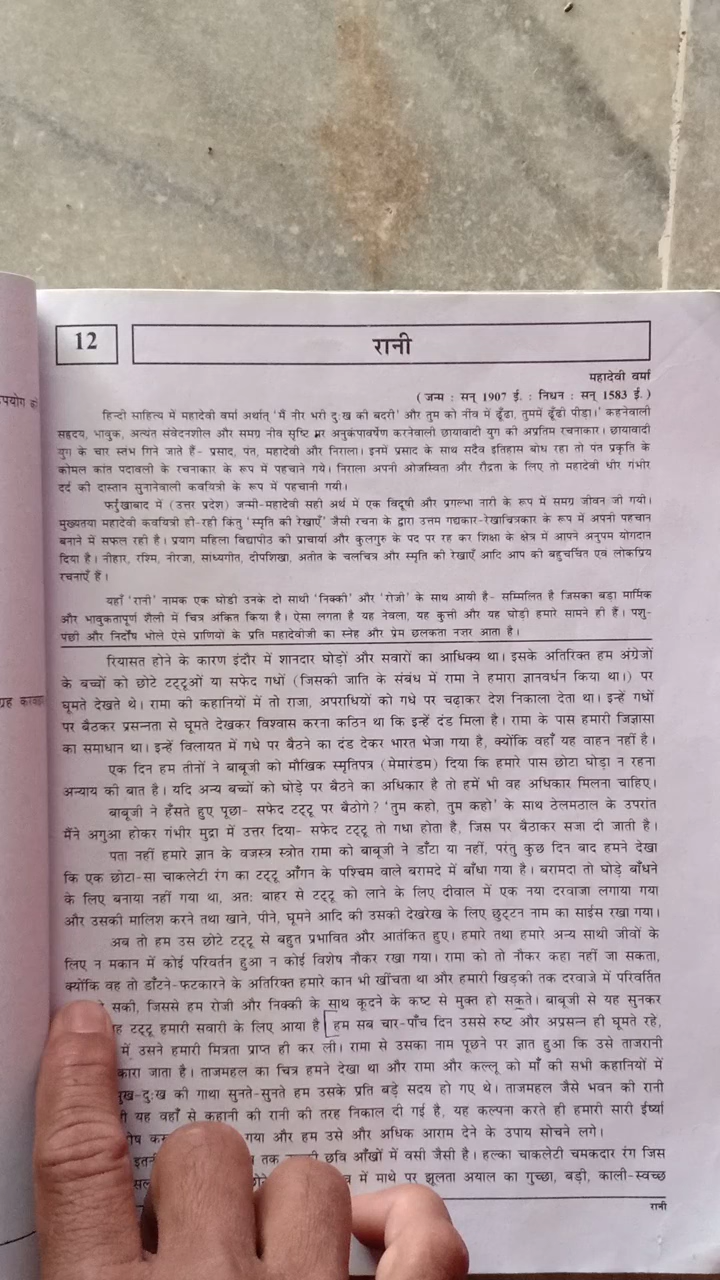 12
रानी
महादेवी वर्मा
( जन्म : सन् 1907 ई. : निधन : सन् 1583 ई. )
हिन्दी साहित्य में महादेवी वर्मा अर्थात् 'मैं नीर भरी दुःख की बदरी' और तुम को नींव में ढूँढा, तुममें ढूँढी पीड़ा।' कहनेवाली
सहृदय, भावुक, अत्यंत संवेदनशील और समग्र नीव सृष्टि पर अनुकंपावर्षण करनेवाली छायावादी युग की अप्रतिम रचनाकार। छायावादी
युग के चार स्तंभ गिने जाते हैं- प्रसाद, पंत, महादेवी और निराला। इनमें प्रसाद के साथ सदैव इतिहास बोध रहा तो पंत प्रकृति के
कोमल कांत पदावली के रचनाकार के रूप में पहचाने गये। निराला अपनी ओजस्विता और रौद्रता के लिए तो महादेवी धीर गंभीर
दर्द की दास्तान सुनानेवाली कवयित्री के रूप में पहचानी गयी।
फर्रुखाबाद में (उत्तर प्रदेश) जन्मी-महादेवी सही अर्थ में एक विदूषी और प्रगल्भा नारी के रूप में समग्र जीवन जी गयी।
मुख्यतया महादेवी कवयित्री ही-रही किंतु 'स्मृति की रेखाएँ' जैसी रचना के द्वारा उत्तम गद्यकार-रेखाचित्रकार के रूप में अपनी पहचान
बनाने में सफल रही है। प्रयाग महिला विद्यापीठ की प्राचार्या और कुलगुरु के पद पर रह कर शिक्षा के क्षेत्र में आपने अनुपम योगदान
दिया है। नीहार, रश्मि, नीरजा, सांध्यगीत, दीपशिखा, अतीत के चलचित्र और स्मृति की रेखाएँ आदि आप की बहुचर्चित एवं लोकप्रिय
रचनाएँ हैं।
यहाँ 'रानी' नामक एक घोडी उनके दो साथी 'निक्की' और 'रोजी' के साथ आयी है- सम्मिलित है जिसका बड़ा मार्मिक
और भावुकतापूर्ण शैली में चित्र अंकित किया है। ऐसा लगता है यह नेवला, यह कुत्ती और यह घोड़ी हमारे सामने ही हैं। पशु-
पंछी और निर्दोष भोले ऐसे प्राणियों के प्रति महादेवीजी का स्नेह और प्रेम छलकता नज़र आता है।
रियासत होने के कारण इंदौर में शानदार घोड़ों और सवारों का आधिक्य था। इसके अतिरिक्त हम अंग्रेजों
के बच्चों को छोटे टट्टूओं या सफेद गधों (जिसकी जाति के संबंध में रामा ने हमारा ज्ञानवर्धन किया था।) पर
घूमते देखते थे। रामा की कहानियों में तो राजा, अपराधियों को गधे पर चढ़ाकर देश निकाला देता था। इन्हें गधों
पर बैठकर प्रसन्नता से घूमते देखकर विश्वास करना कठिन था कि इन्हें दंड मिला है। रामा के पास हमारी जिज्ञासा
का समाधान था। इन्हें विलायत में गधे पर बैठने का दंड देकर भारत भेजा गया है, क्योंकि वहाँ यह वाहन नहीं है।
एक दिन हम तीनों ने बाबूजी को मौखिक स्मृतिपत्र (मेमारंडम) दिया कि हमारे पास छोटा घोड़ा न रहना
अन्याय की बात है। यदि अन्य बच्चों को घोड़े पर बैठने का अधिकार है तो हमें भी वह अधिकार मिलना चाहिए।
बाबूजी ने हँसते हुए पूछा- सफेद टट्टू पर बैठोगे? 'तुम कहो, तुम कहो' के साथ ठेलमठाल के उपरांत
मैंने अगुआ होकर गंभीर मुद्रा में उत्तर दिया- सफेद टट्टू तो गधा होता है, जिस पर बैठाकर सजा दी जाती है।
पता नहीं हमारे ज्ञान के वजस्त्र स्त्रोत रामा को बाबूजी ने डाँटा या नहीं, परंतु कुछ दिन बाद हमने देखा
कि एक छोटा-सा चाकलेटी रंग का टट्टू आँगन के पश्चिम वाले बरामदे में बाँधा गया है। बरामदा तो घोड़े बाँधने
के लिए बनाया नहीं गया था, अतः बाहर से टट्टू को लाने के लिए दीवाल में एक नया दरवाजा लगाया गया
और उसकी मालिश करने तथा खाने, पीने, घूमने आदि की उसकी देखरेख के लिए छुट्टन नाम का साईस रखा गया।
अब तो हम उस छोटे टट्टू से बहुत प्रभावित और आतंकित हुए। हमारे तथा हमारे अन्य साथी जीवों के
लिए न मकान में कोई परिवर्तन हुआ न कोई विशेष नौकर रखा गया। रामा को तो नौकर कहा नहीं जा सकता,
क्योंकि वह तो डाँटने-फटकारने के अतिरिक्त हमारे कान भी खींचता था और हमारी खिड़की तक दरवाजे में परिवर्तित
सकी, जिससे हम रोजी और निक्की के साथ कूदने के कष्ट से मुक्त हो सकते। बाबूजी से यह सुनकर
टट्टू हमारी सवारी के लिए आया है हम सब चार-पाँच दिन उससे रुष्ट और अप्रसन्न ही घूमते रहे,
में उसने हमारी मित्रता प्राप्त ही कर ली। रामा से उसका नाम पूछने पर ज्ञात हुआ कि उसे ताजरानी
कारा जाता है। ताजमहल का चित्र हमने देखा था और रामा और कल्लू की माँ की सभी कहानियों में
सुख-दुःख की गाथा सुनते-सुनते हम उसके प्रति बड़े सदय हो गए थे। ताजमहल जैसे भवन की रानी
यह वहाँ से कहानी की रानी की तरह निकाल दी गई है, यह कल्पना करते ही हमारी सारी ईर्ष्या
गया और हम उसे और अधिक आराम देने के उपाय सोचने लगे।
तक छवि आँखों में वसी जैसी है। हल्का चाकलेटी चमकदार रंग जिस
में माथे पर झूलता अयाल का गुच्छा, बड़ी, काली-स्वच्छ
रानी